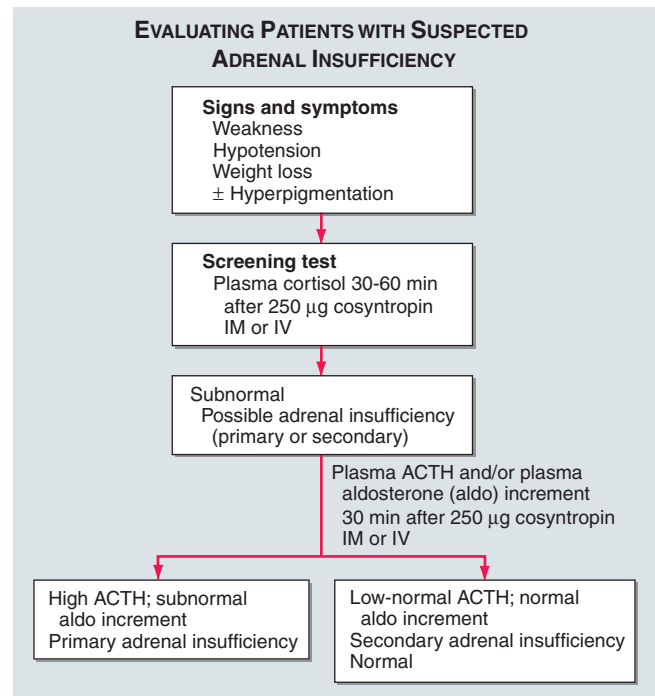 EVALUATING PATIENTS WITH SUSPECTED
ADRENAL INSUFFICIENCY
Signs and symptoms
Weakness
Hypotension
Weight loss
± Hyperpigmentation
Screening test
Plasma cortisol 30-60 min
after 250 μg cosyntropin
IM or IV
Subnormal
Possible adrenal insufficiency
(primary or secondary)
Plasma ACTH and/or plasma
aldosterone (aldo) increment
30 min after 250 μg cosyntropin
IM or IV
High ACTH; subnormal
aldo increment
Primary adrenal insufficiency
Low-normal ACTH; normal
aldo increment
Secondary adrenal insufficiency
Normal